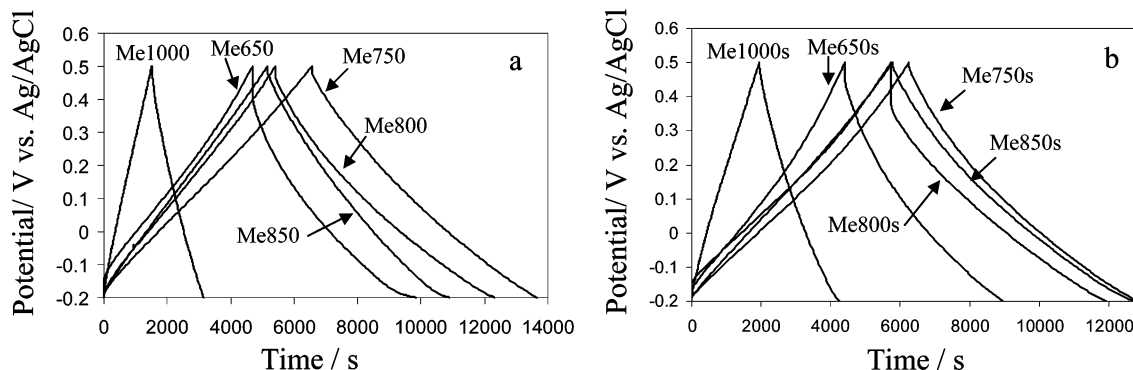 a
Potential/ V vs. Ag/AgCl
0.6
0.5
0.4
0.3
0.2
0.1
0
-0.1
-0.2
Me1000
Me650
Me750
Me800
Me850
0 2000 4000 6000 8000 10000 12000 14000
Time / s
b
Potential/ V vs. Ag/AgCl
0.6
0.5
0.4
0.3
0.2
0.1
0
-0.1
-0.2
Me1000s
Me650s
Me750s
Me850s
Me800s
0 2000 4000 6000 8000 10000 12000
Time / s